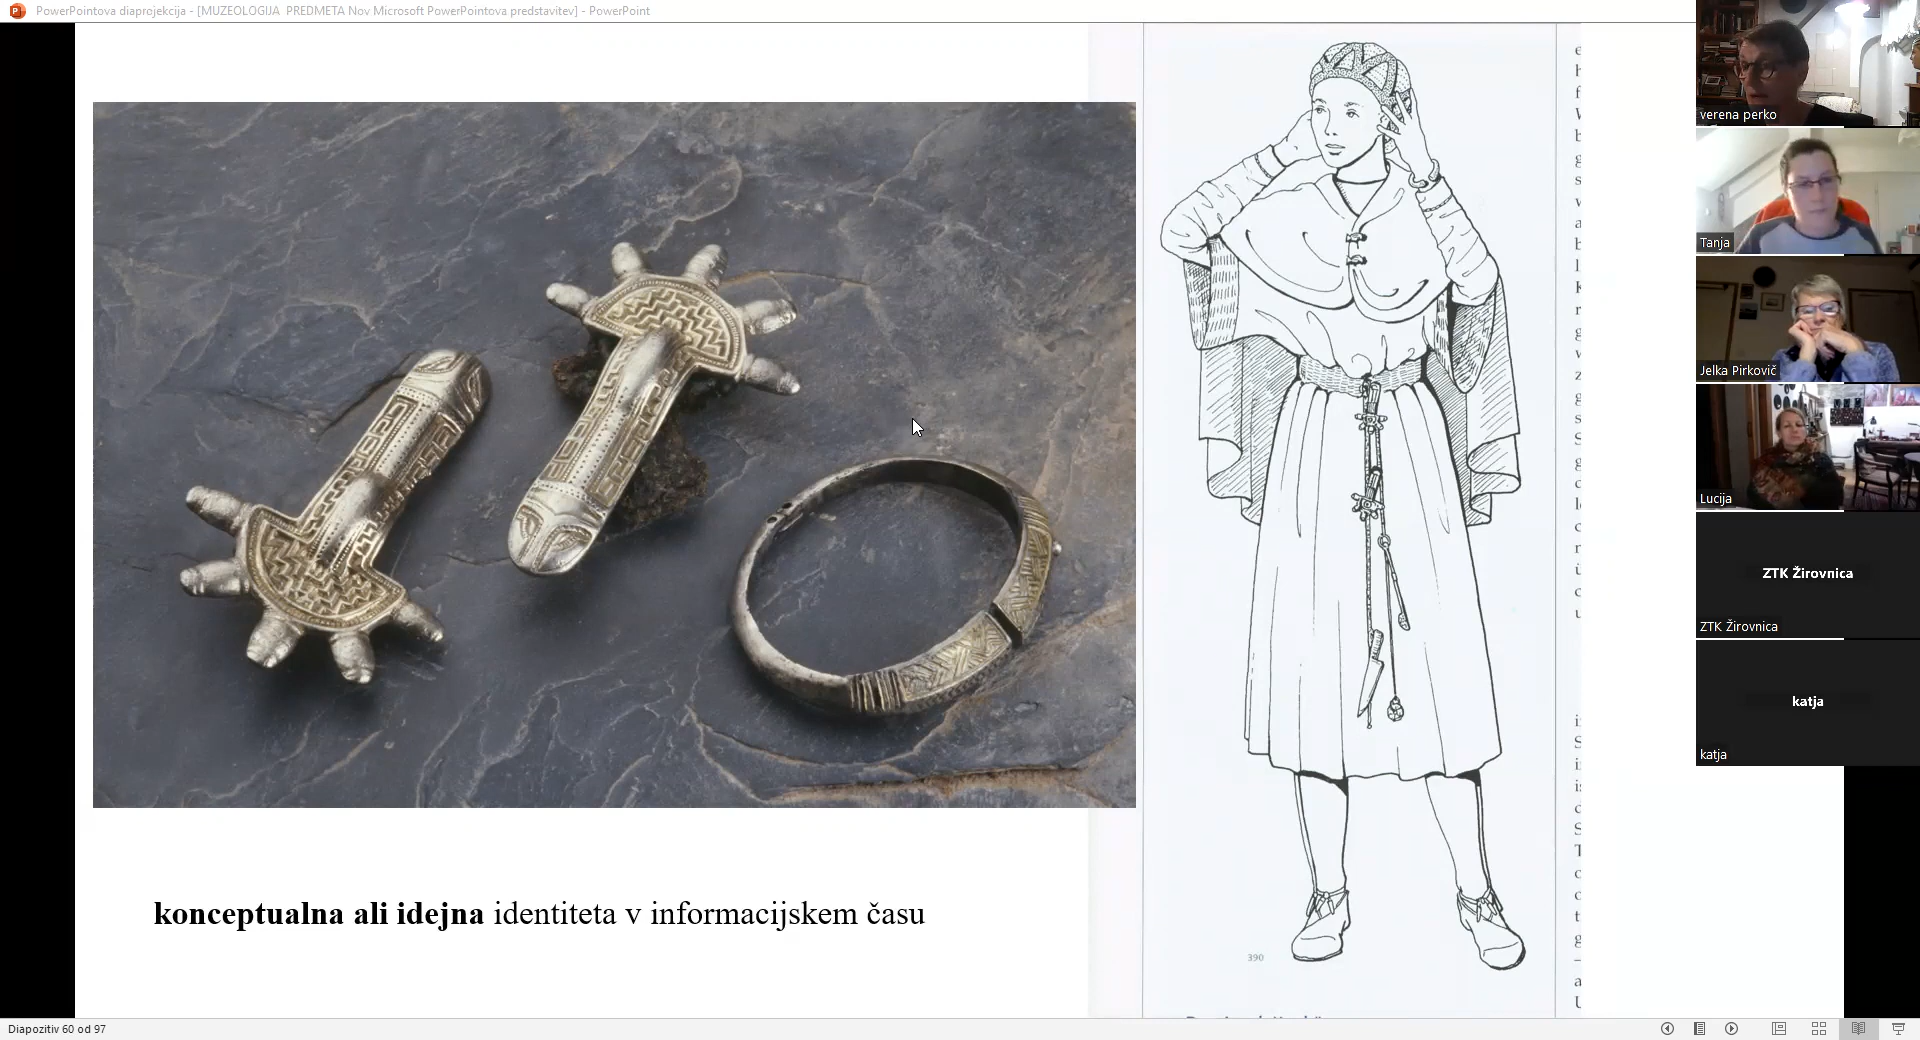 PowerPointova diaprojekcija - [MUZEOLOGIJA  PREDMETA Nov Microsoft PowerPointova predstavitev] - PowerPoint
verena perko
Tanja
Jelka Pirkovič
Lucija
ZTK Žirovnica
ZTK Žirovnica
katja
katja
390
konceptualna ali idejna identiteta v informacijskem času
Diapozitiv 60 od 97